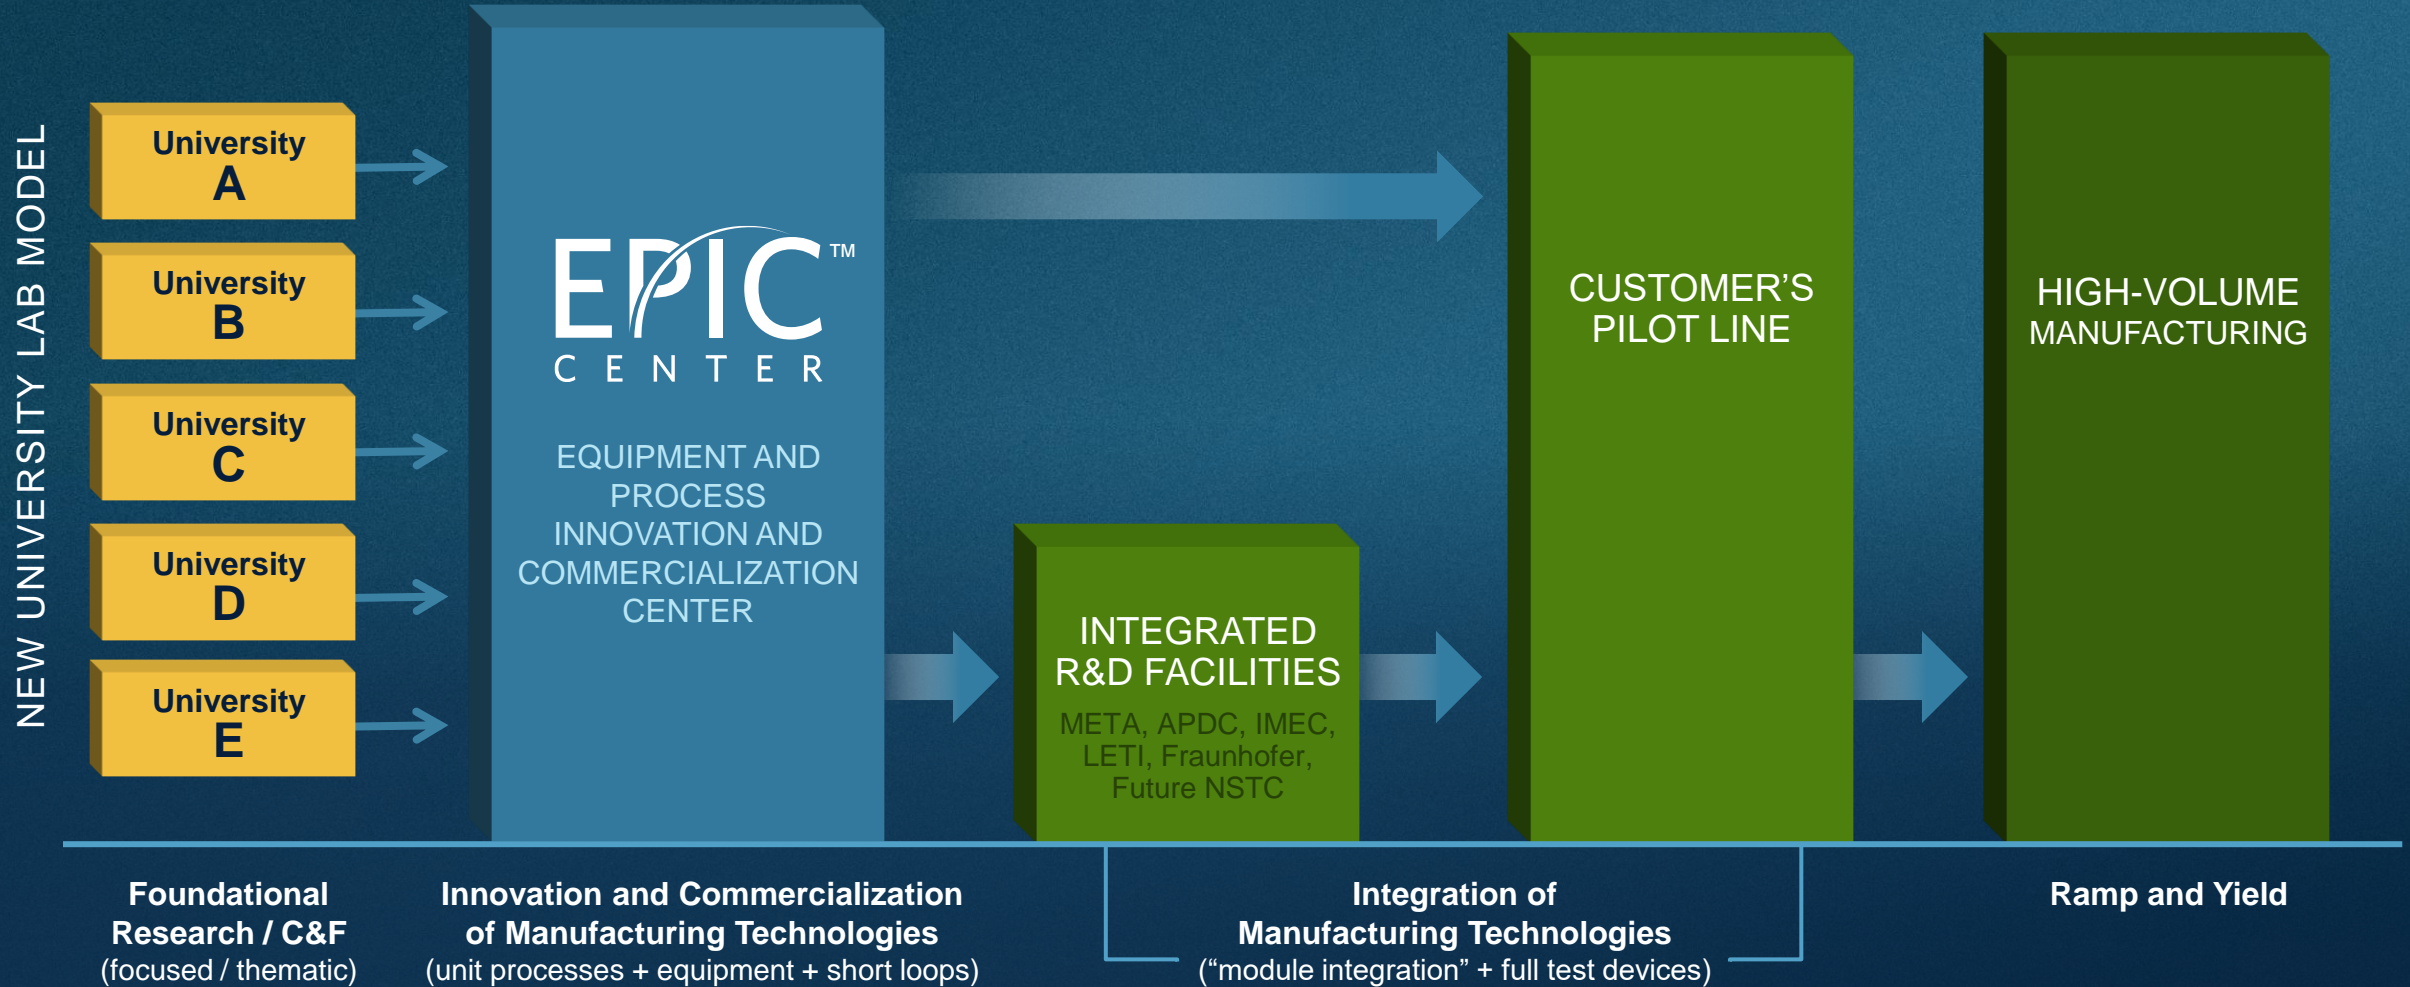 NEW UNIVERSITY LAB MODEL
University
A
University
B
University
C
University
D
University
E
EPIC™
CENTER
EQUIPMENT AND
PROCESS
INNOVATION AND
COMMERCIALIZATION
CENTER
INTEGRATED
R&D FACILITIES
META, APDC, IMEC,
LETI, Fraunhofer,
Future NSTC
CUSTOMER’S
PILOT LINE
HIGH-VOLUME
MANUFACTURING
Foundational
Research / C&F
(focused / thematic)
Innovation and Commercialization
of Manufacturing Technologies
(unit processes + equipment + short loops)
Integration of
Manufacturing Technologies
(“module integration” + full test devices)
Ramp and Yield